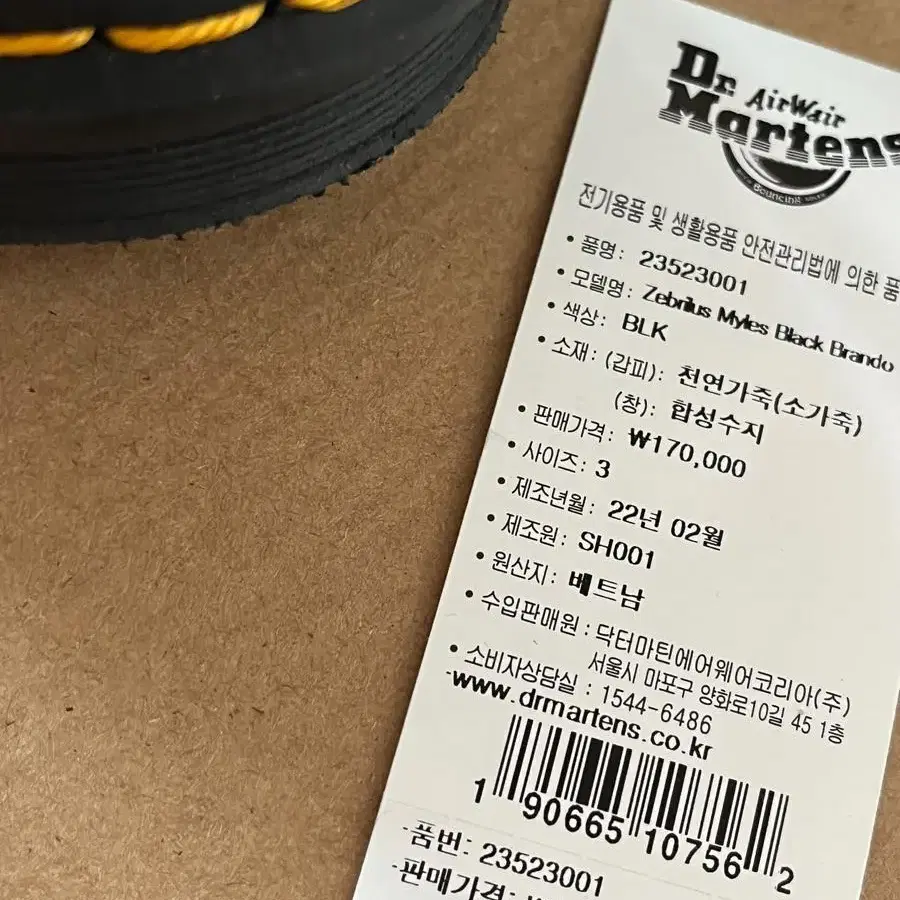 Dr. AirWair
Martens
WITH Bouncing SOLES
전기용품 및 생활용품 안전관리법에 의한 품
• 품명: 23523001
• 모델명: Zebrilus Myles Black Brando
• 색상: BLK
• 소재: (갑피): 천연가죽(소가죽)
(창): 합성수지
• 판매가격: ₩170,000
• 사이즈: 3
• 제조년월: 22년 02월
• 제조원: SH001
• 원산지: 베트남
• 수입판매원 : 닥터마틴에어웨어코리아(주)
서울시 마포구 양화로10길 45 1층
• 소비자상담실 : 1544-6486
-www.drmartens.co.kr
1 90665 10756 2
-품번: 23523001
-판매가격: